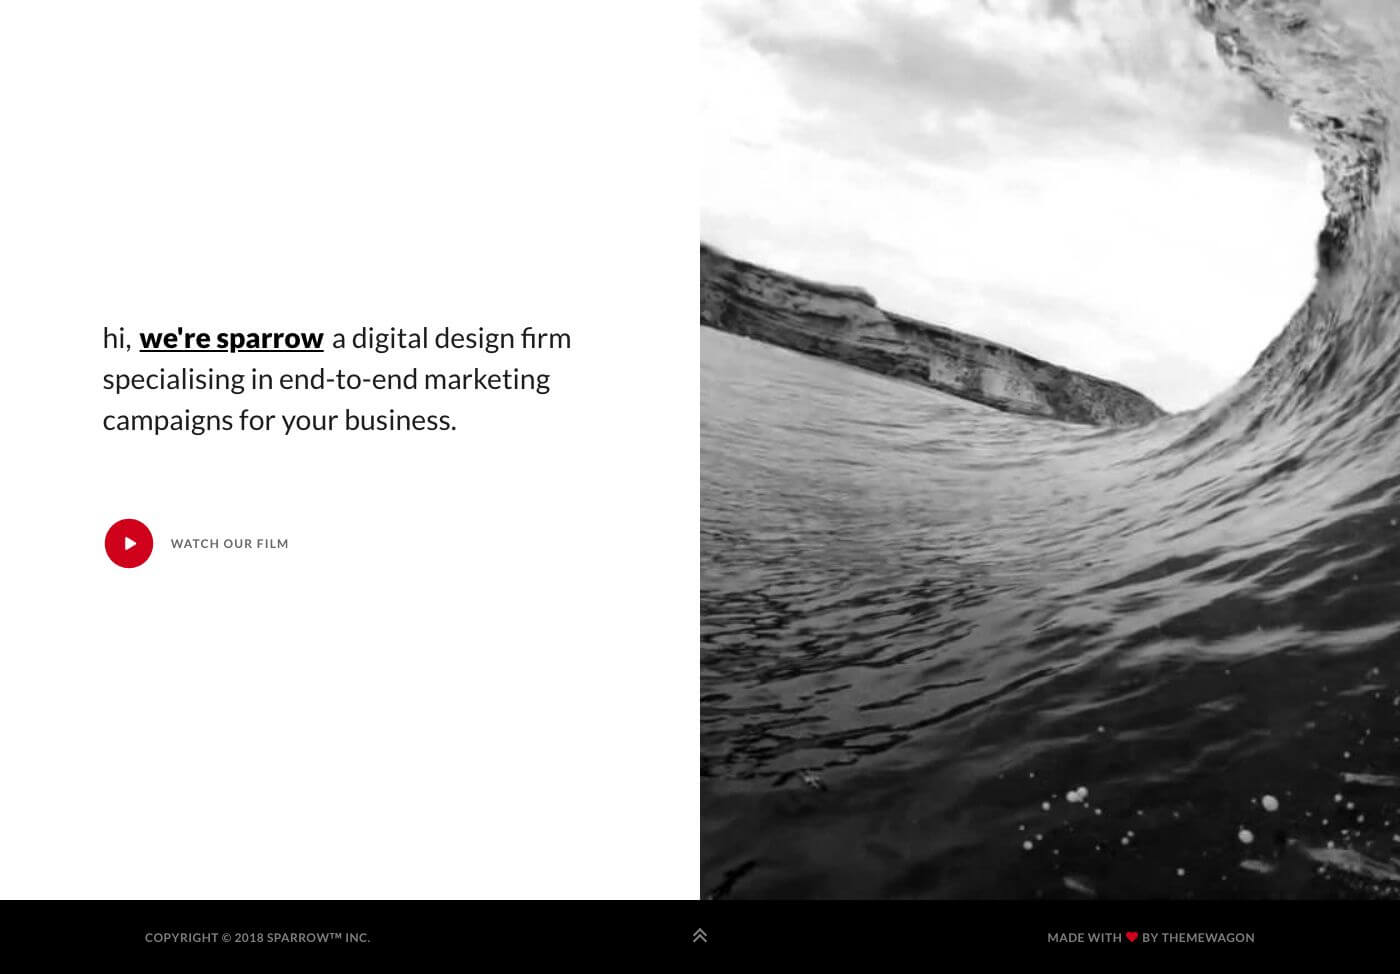 hi, we're sparrow a digital design firm
specialising in end-to-end marketing
campaigns for your business.
WATCH OUR FILM
COPYRIGHT © 2018 SPARROW™ INC.
MADE WITH ♥ BY THEMEWAGON